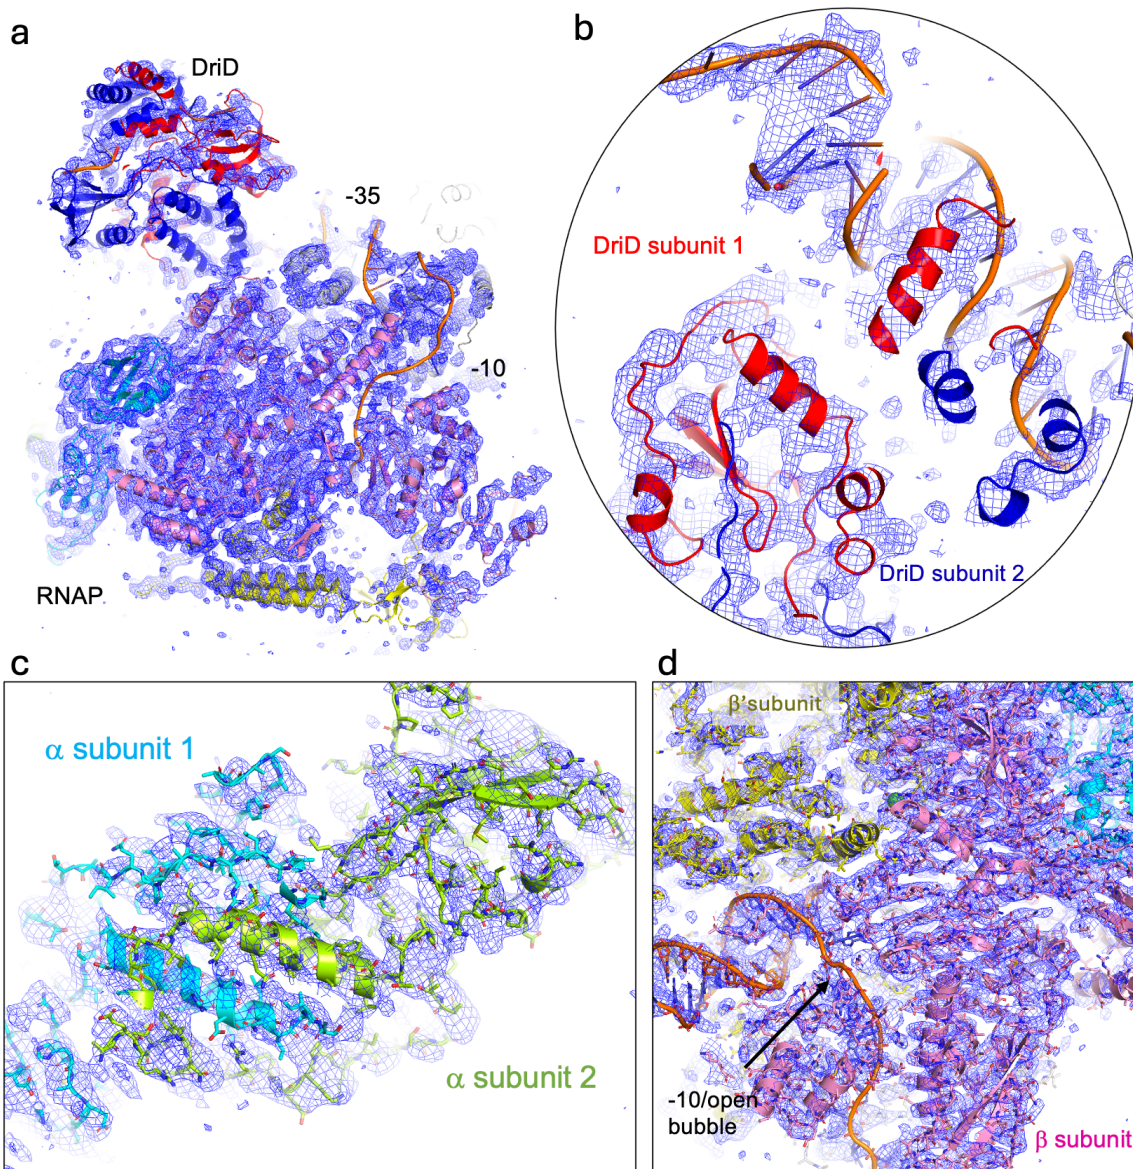 a
DriD
-35
-10
RNAP
b
DriD subunit 1
DriD subunit 2
c
α subunit 1
α subunit 2
d
β'subunit
-10/open
bubble
β subunit